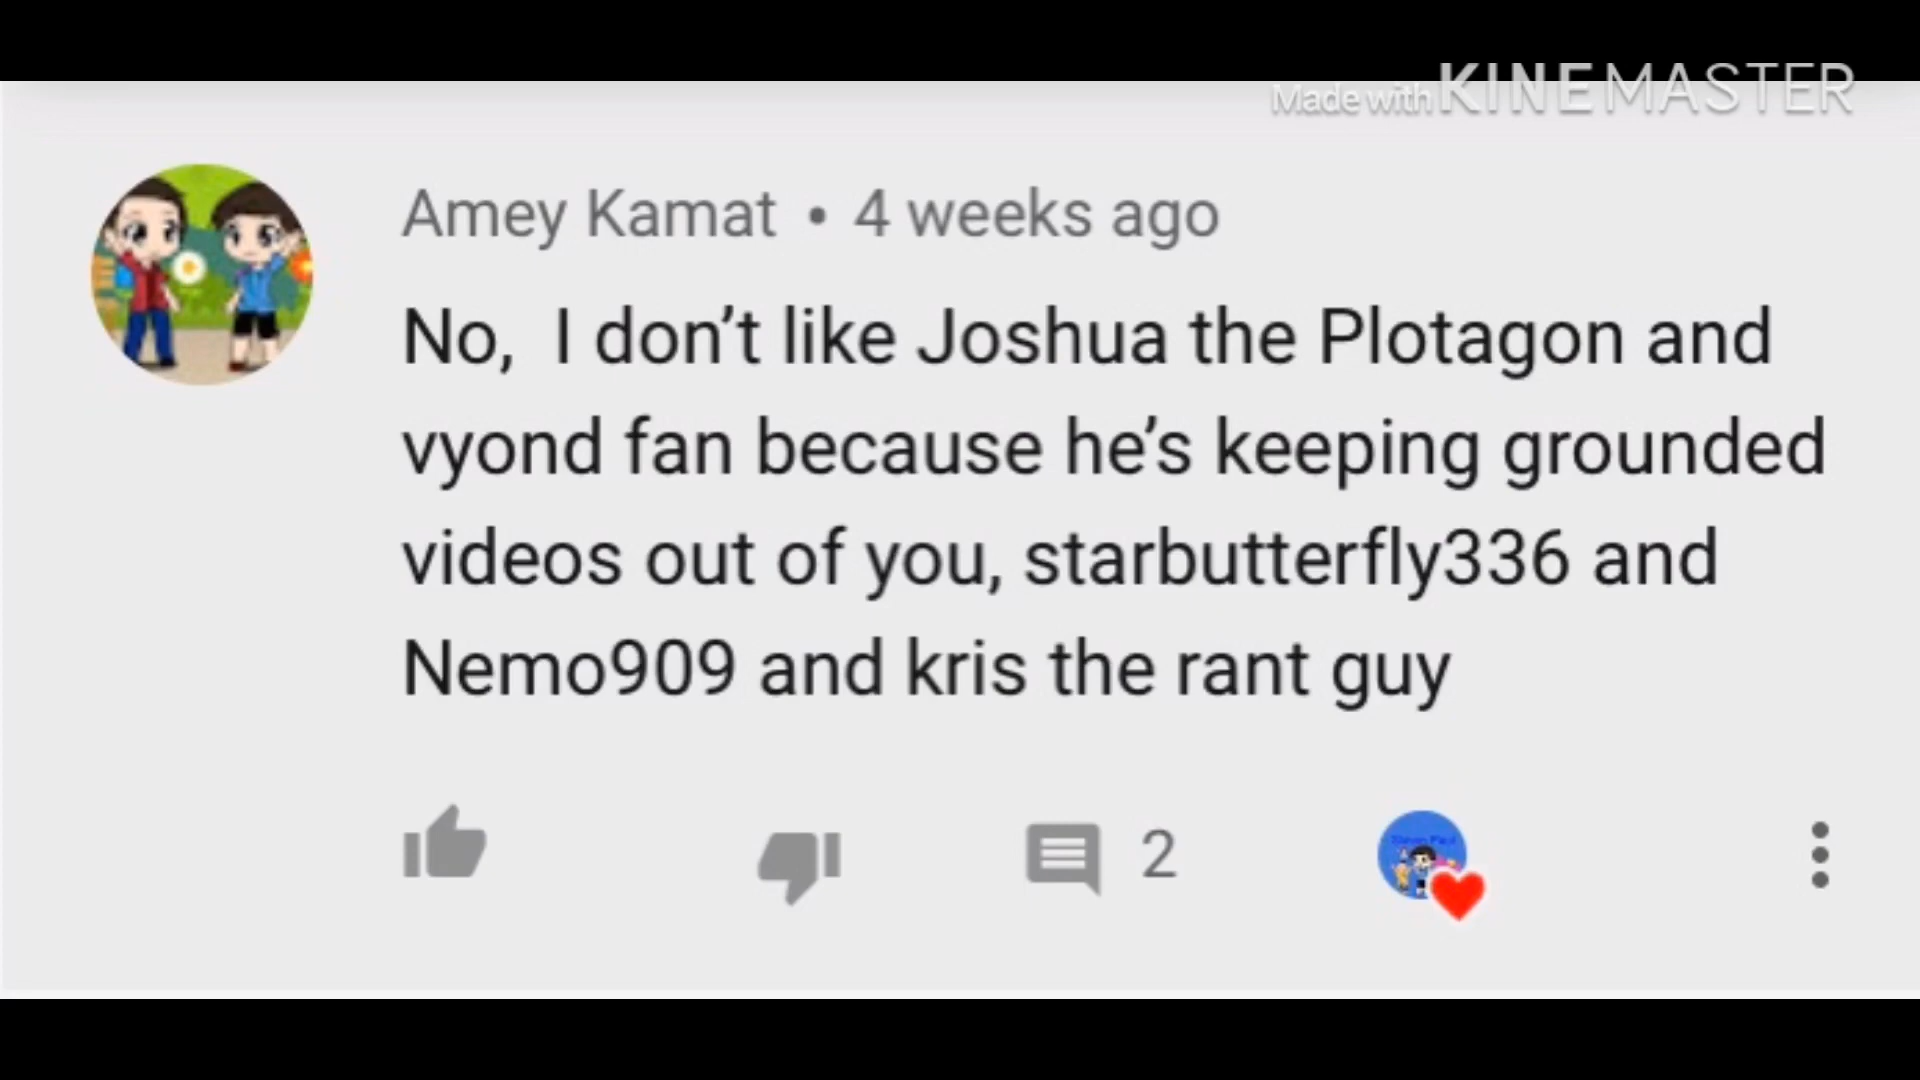 Made with KINEMASTER
Amey Kamat • 4 weeks ago
No,  I don’t like Joshua the Plotagon and
vyond fan because he’s keeping grounded
videos out of you, starbutterfly336 and
Nemo909 and kris the rant guy
2